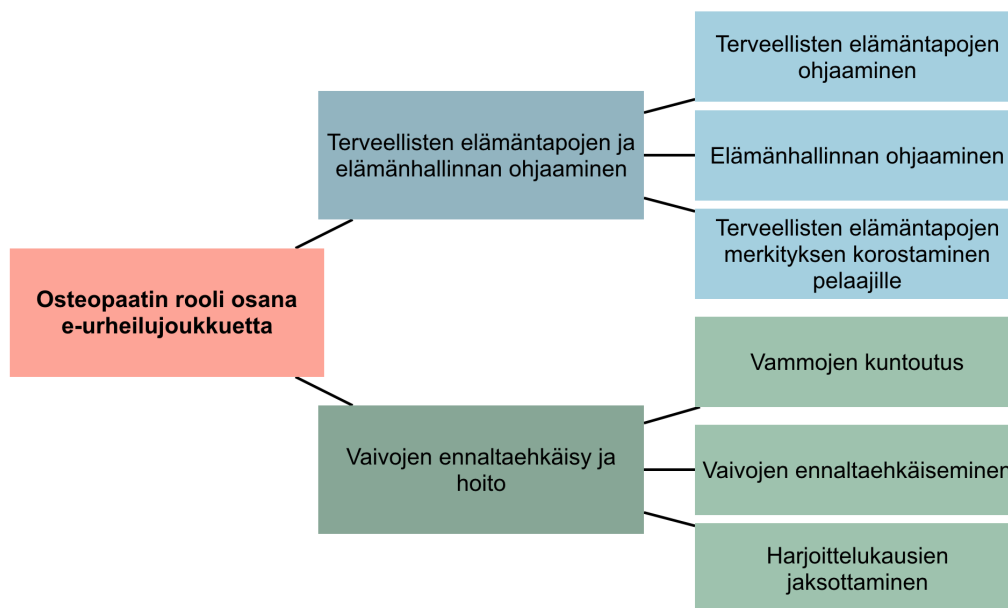 Terveellisten elämäntapojen
ohjaaminen
Terveellisten elämäntapojen ja
elämänhallinnan ohjaaminen
Elämänhallinnan ohjaaminen
Terveellisten elämäntapojen
merkityksen korostaminen
pelaajille
Osteopaatin rooli osana
e-urheilujoukkuetta
Vammojen kuntoutus
Vaivojen ennaltaehkäisy ja
hoito
Vaivojen ennaltaehkäiseminen
Harjoittelukausien
jaksottaminen